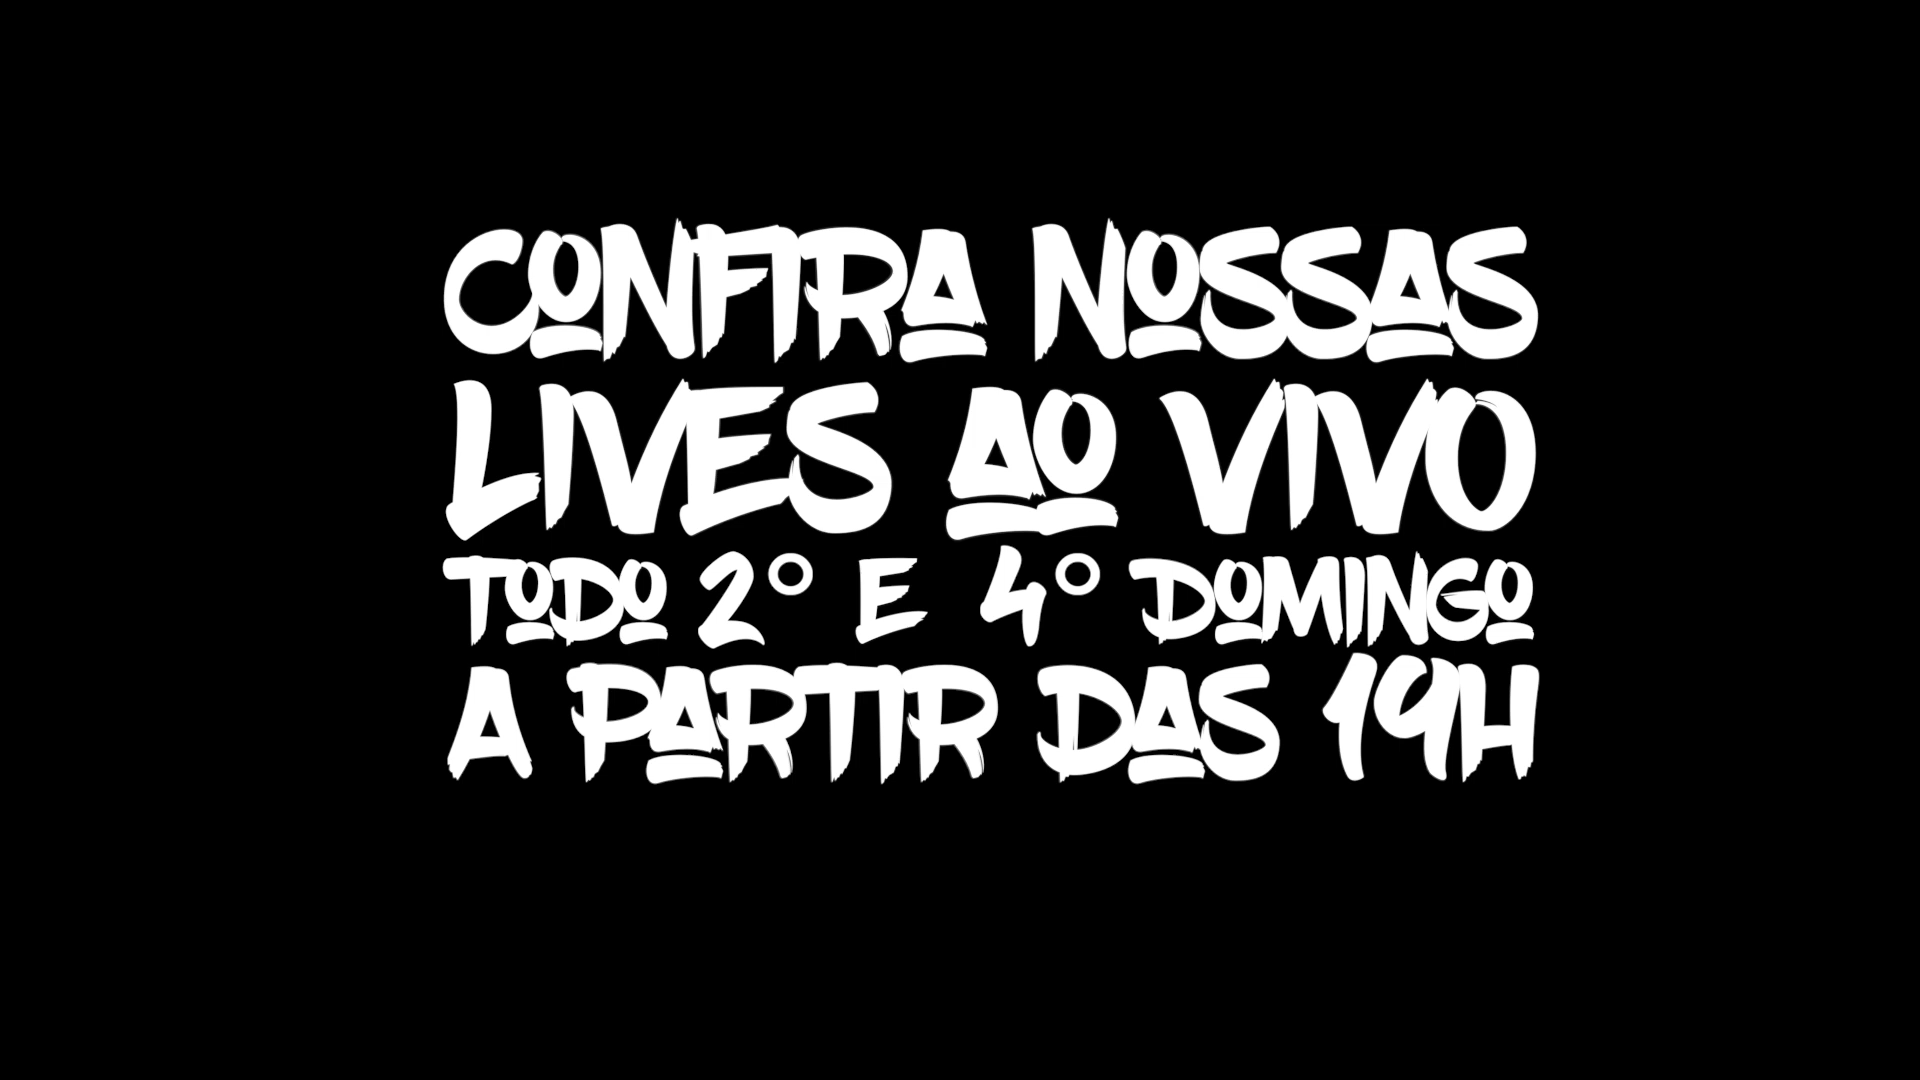 CONFIRA NOSSAS
LIVES AO VIVO
TODO 2° E 4° DOMINGO
A PARTIR DAS 19H